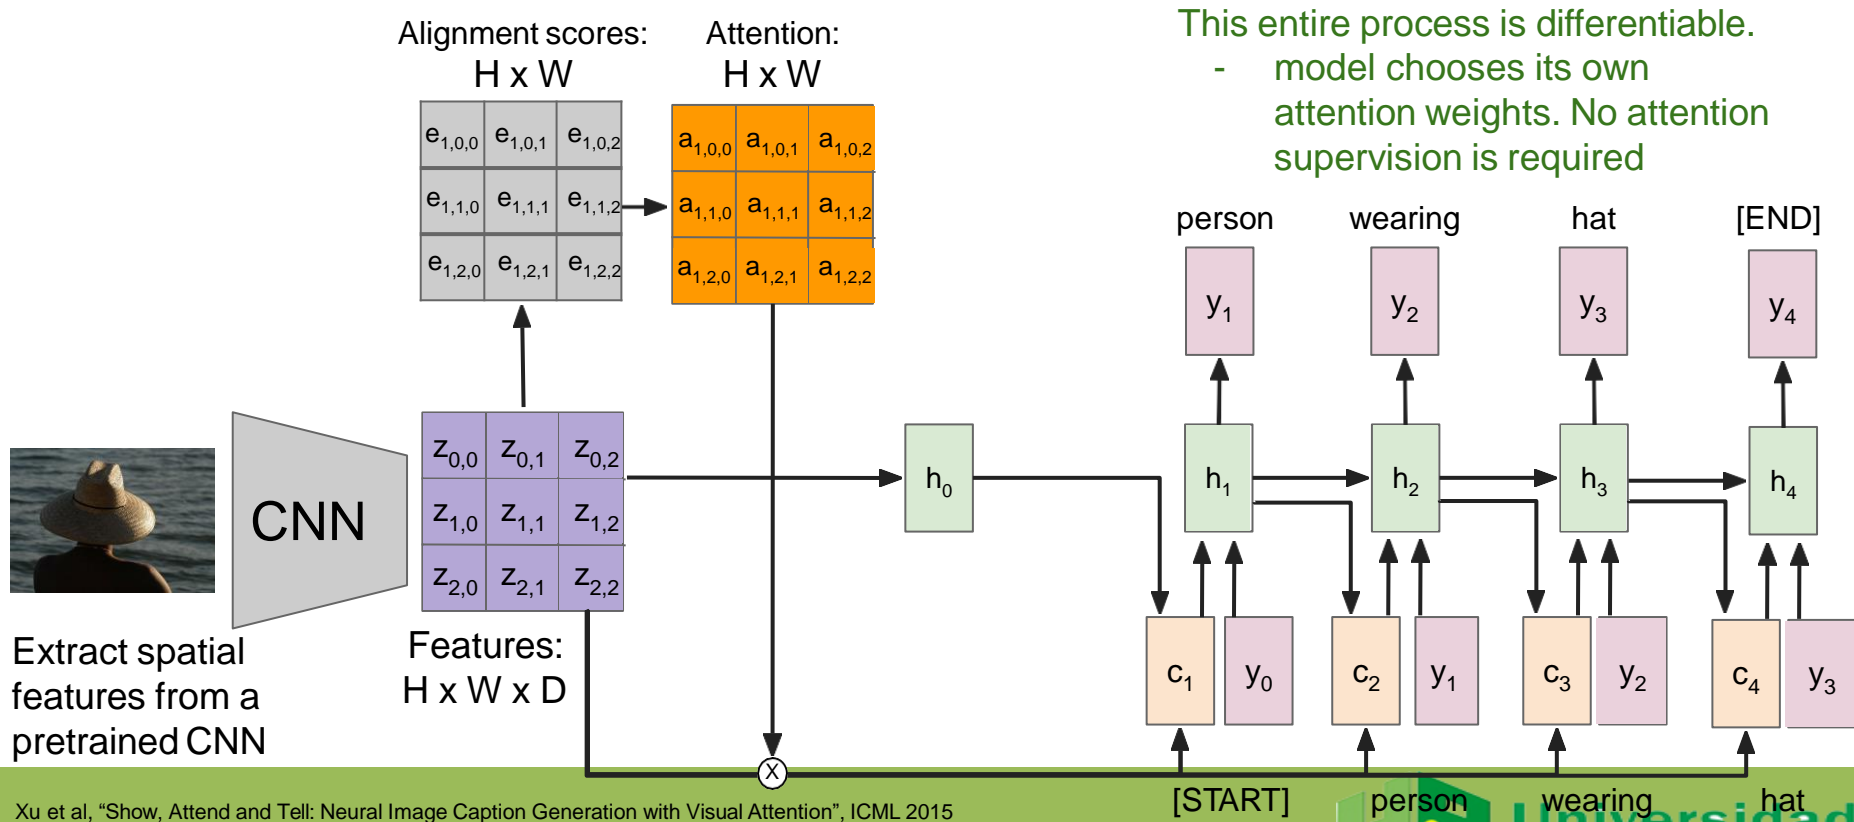 Alignment scores:
H x W
Attention:
H x W
This entire process is differentiable.
- model chooses its own
attention weights. No attention
supervision is required
e1,0,0 e1,0,1 e1,0,2
e1,1,0 e1,1,1 e1,1,2
e1,2,0 e1,2,1 e1,2,2
a1,0,0 a1,0,1 a1,0,2
a1,1,0 a1,1,1 a1,1,2
a1,2,0 a1,2,1 a1,2,2
person wearing hat [END]
y1 y2 y3 y4
CNN
z0,0 z0,1 z0,2
z1,0 z1,1 z1,2
z2,0 z2,1 z2,2
h0 h1 h2 h3 h4
Extract spatial
features from a
pretrained CNN
Features:
H x W x D
c1 y0 c2 y1 c3 y2 c4 y3
X
[START] person wearing hat
Xu et al, “Show, Attend and Tell: Neural Image Caption Generation with Visual Attention”, ICML 2015
Universidad